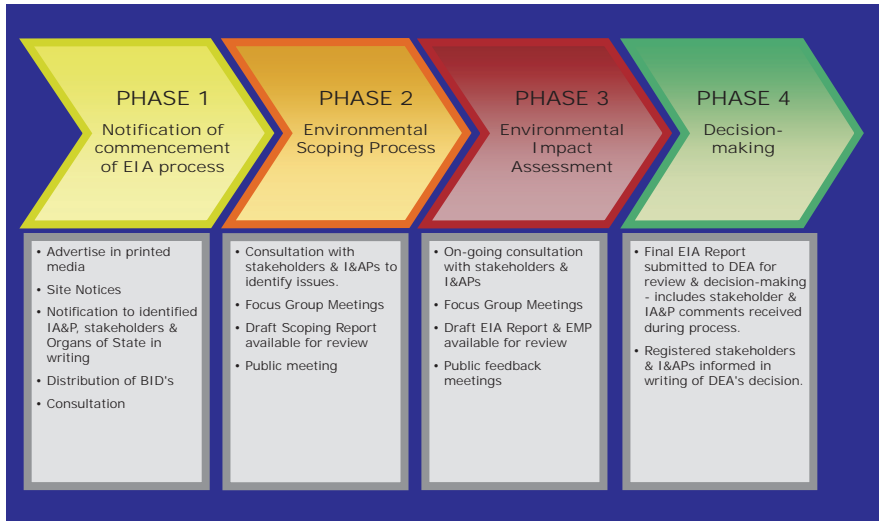 PHASE 1
Notification of
commencement
of EIA process
PHASE 2
Environmental
Scoping Process
PHASE 3
Environmental
Impact
Assessment
PHASE 4
Decision-
making
• Advertise in printed
media
• Site Notices
• Notification to identified
IA&P, stakeholders &
Organs of State in
writing
• Distribution of BID's
• Consultation
• Consultation with
stakeholders & I&APs to
identify issues.
• Focus Group Meetings
• Draft Scoping Report
available for review
• Public meeting
• On-going consultation
with stakeholders &
I&APs
• Focus Group Meetings
• Draft EIA Report & EMP
available for review
• Public feedback
meetings
• Final EIA Report
submitted to DEA for
review & decision-making
- includes stakeholder &
IA&P comments received
during process.
• Registered stakeholders
& I&APs informed in
writing of DEA's decision.